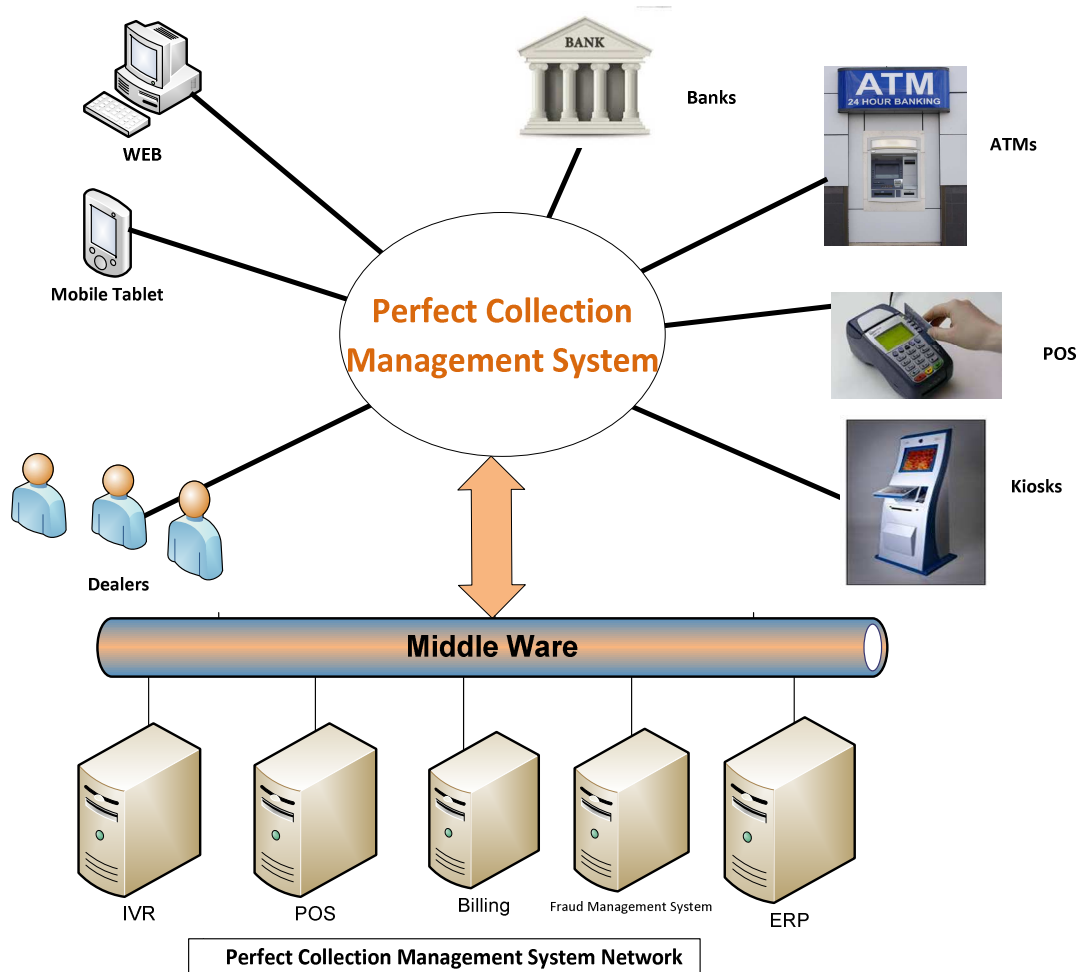 BANK
Banks
ATM
24 HOUR BANKING
ATMs
WEB
Mobile Tablet
Perfect Collection
Management System
POS
Kiosks
Dealers
Middle Ware
IVR
POS
Billing
Fraud Management System
ERP
Perfect Collection Management System Network